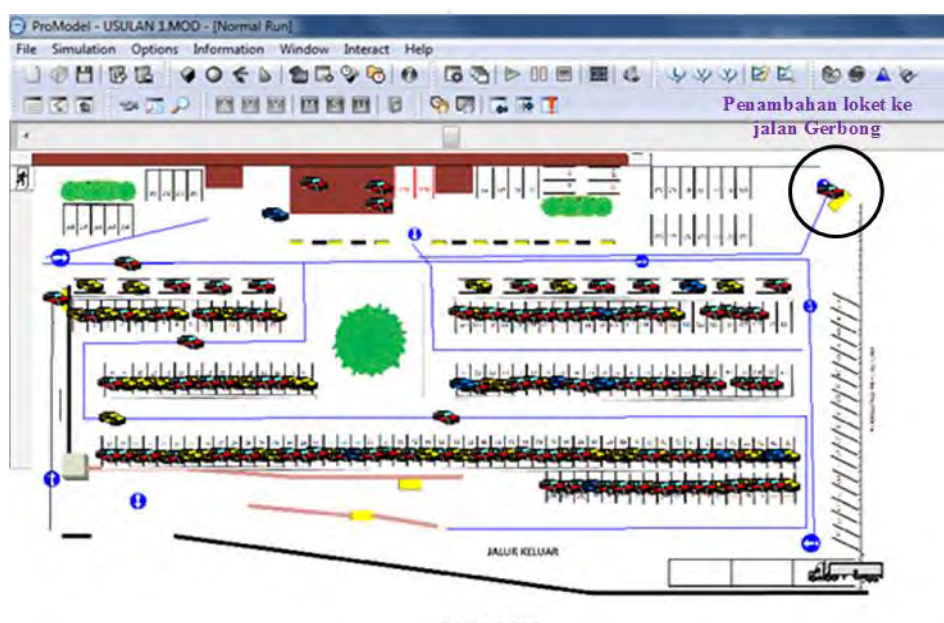 ProModel - USULAN 1.MOD - [Normal Run]
File Simulation Options Information Window Interact Help
Penambahan loket ke
jalan Gerbong
JALUR KELUAR